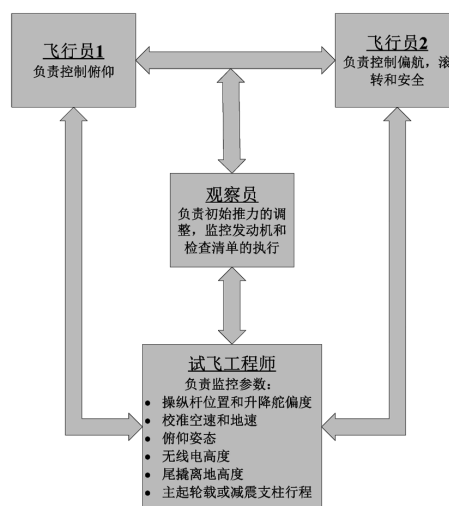 飞行员1
负责控制俯仰
飞行员2
负责控制偏航，滚
转和安全
观察员
负责初始推力的调
整，监控发动机和
检查清单的执行
试飞工程师
负责监控参数：
• 操纵杆位置和升降舵偏度
• 校准空速和地速
• 俯仰姿态
• 无线电高度
• 尾撬离地高度
• 主起轮载或减震支柱行程